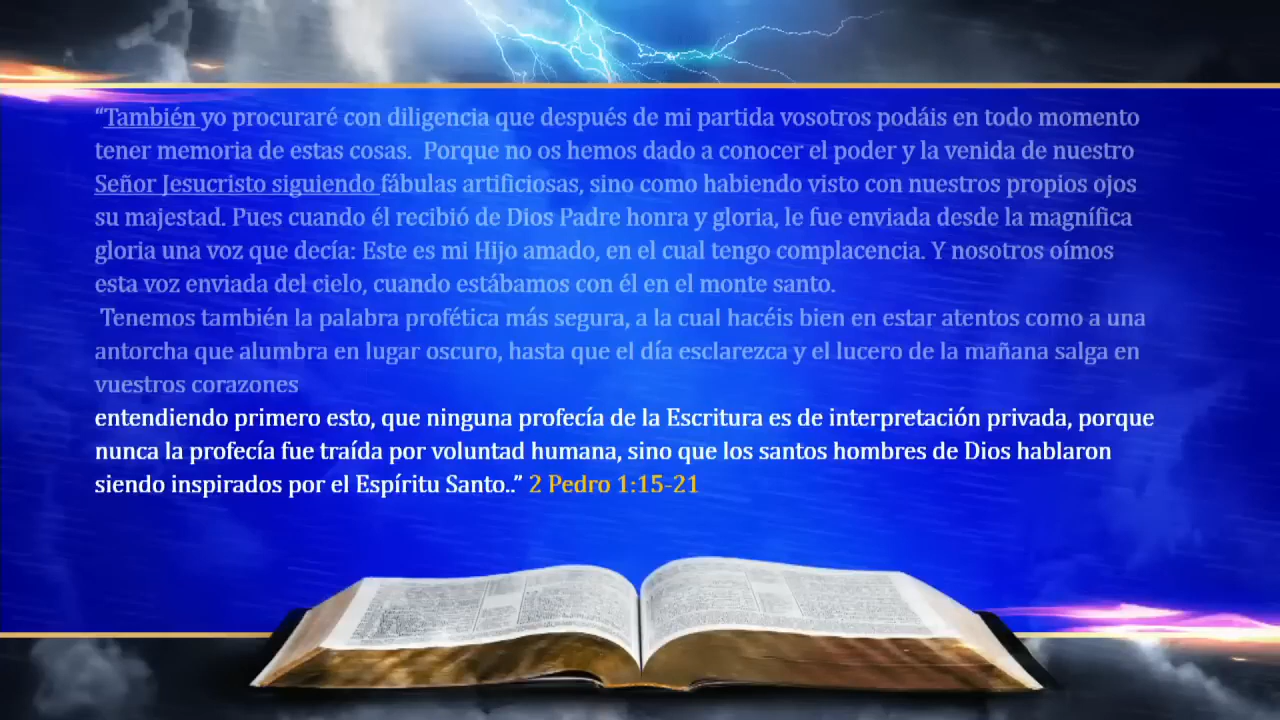 “También yo procuraré con diligencia que después de mi partida vosotros podáis en todo momento
tener memoria de estas cosas.  Porque no os hemos dado a conocer el poder y la venida de nuestro
Señor Jesucristo siguiendo fábulas artificiosas, sino como habiendo visto con nuestros propios ojos
su majestad. Pues cuando él recibió de Dios Padre honra y gloria, le fue enviada desde la magnífica
gloria una voz que decía: Este es mi Hijo amado, en el cual tengo complacencia. Y nosotros oímos
esta voz enviada del cielo, cuando estábamos con él en el monte santo.
Tenemos también la palabra profética más segura, a la cual hacéis bien en estar atentos como a una
antorcha que alumbra en lugar oscuro, hasta que el día esclarezca y el lucero de la mañana salga en
vuestros corazones
entendiendo primero esto, que ninguna profecía de la Escritura es de interpretación privada, porque
nunca la profecía fue traída por voluntad humana, sino que los santos hombres de Dios hablaron
siendo inspirados por el Espíritu Santo..” 2 Pedro 1:15-21